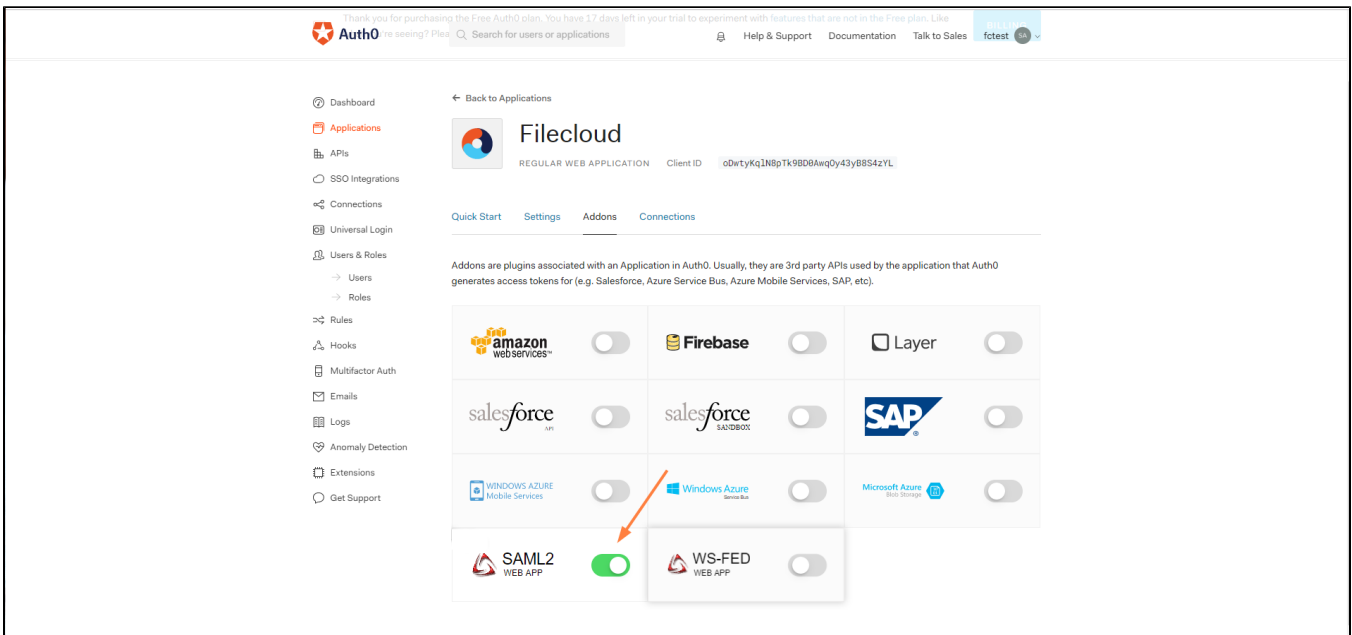 Thank you for purchasing the Free Auth0 plan. You have 17 days left in your trial to experiment with features that are not in the Free plan. Like
you're seeing? Plea
BILLING
Auth0
Search for users or applications
Help & Support
Documentation
Talk to Sales
fctest
SA
Dashboard
Applications
APIs
SSO Integrations
Connections
Universal Login
Users & Roles
Users
Roles
Rules
Hooks
Multifactor Auth
Emails
Logs
Anomaly Detection
Extensions
Get Support
Back to Applications
Filecloud
REGULAR WEB APPLICATION Client ID oDwtyKqlN8pTk9BD0AwqOy43yB8S4zYL
Quick Start Settings Addons Connections
Addons are plugins associated with an Application in Auth0. Usually, they are 3rd party APIs used by the application that Auth0
generates access tokens for (e.g. Salesforce, Azure Service Bus, Azure Mobile Services, SAP, etc).
amazon
webservices™
Firebase
Layer
salesforce
API
salesforce
SANDBOX
SAP®
WINDOWS AZURE
Mobile Services
Windows Azure
Service Bus
Microsoft Azure
Blob Storage
SAML2
WEB APP
WS-FED
WEB APP